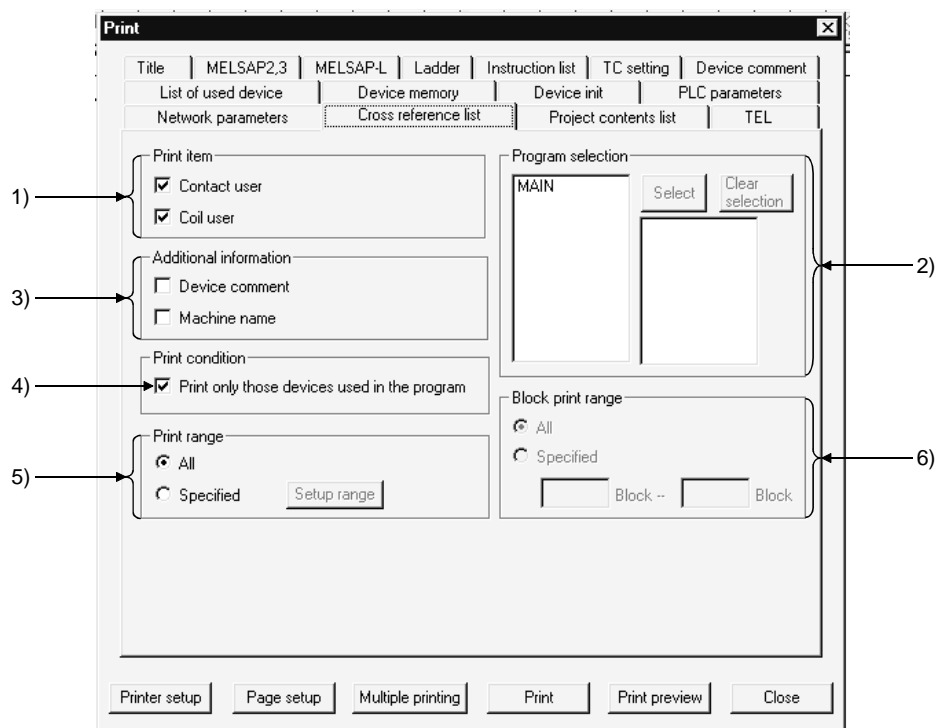 Print
Title MELSAP2,3 MELSAP-L Ladder Instruction list TC setting Device comment
List of used device Device memory Device init PLC parameters
Network parameters Cross reference list Project contents list TEL
Print item
Contact user
Coil user
1)
Additional information
Device comment
Machine name
3)
Print condition
4)
Print only those devices used in the program
Print range
All
Specified Setup range
5)
Program selection
MAIN
Select
Clear
selection
2)
Block print range
All
Specified
Block -- Block
6)
Printer setup Page setup Multiple printing Print Print preview Close